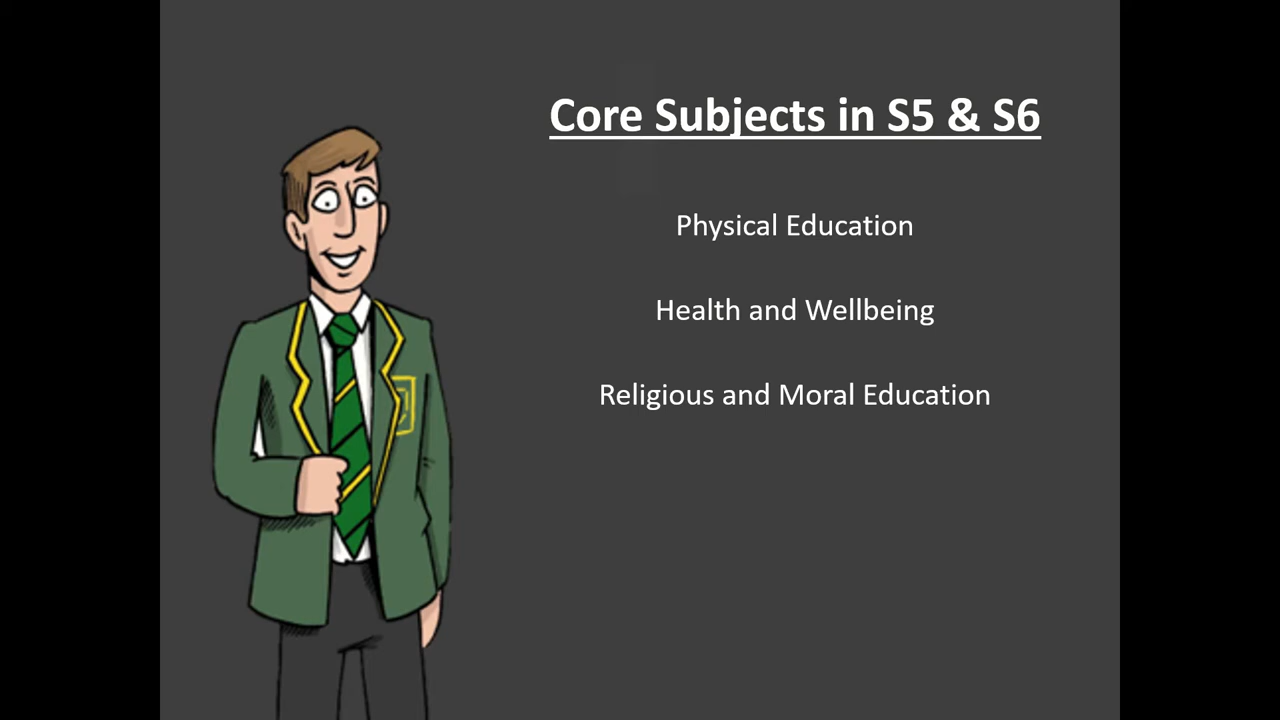 Core Subjects in S5 & S6
Physical Education
Health and Wellbeing
Religious and Moral Education